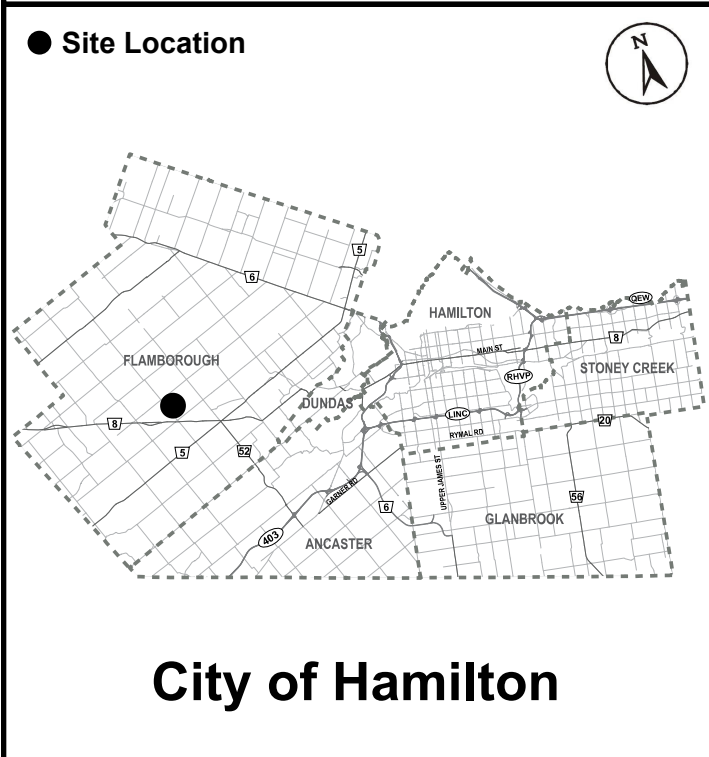 Site Location
N
5
6
HAMILTON
QEW
FLAMBOROUGH
MAIN ST
8
STONEY CREEK
RHVP
DUNDAS
LINC
8
20
5
52
RYMAL RD
UPPER JAMES ST
GARNER RD
6
56
GLANBROOK
403
ANCASTER
City of Hamilton